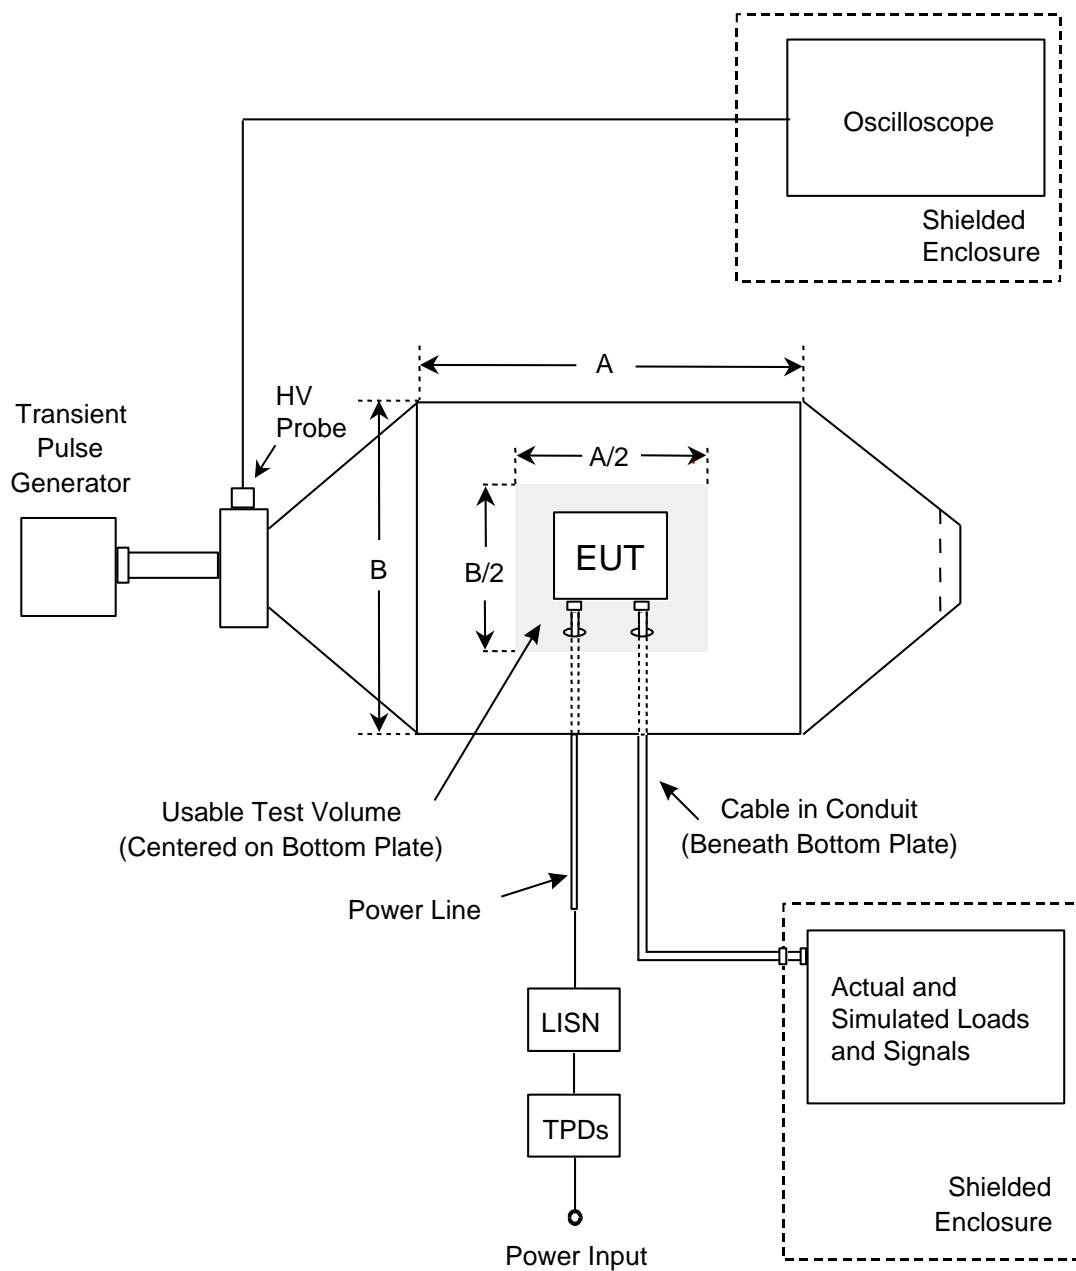 Oscilloscope
Shielded
Enclosure
A
HV
Probe
Transient
Pulse
Generator
A/2
B
B/2
EUT
Usable Test Volume
(Centered on Bottom Plate)
Cable in Conduit
(Beneath Bottom Plate)
Power Line
Actual and
Simulated Loads
and Signals
LISN
TPDs
Shielded
Enclosure
Power Input